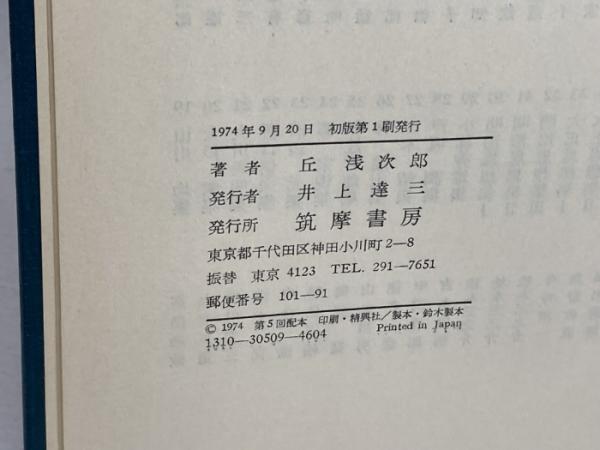 1974年9月20日　初版第1刷発行
著者　丘　浅次郎
発行者　井上達三
発行所　筑摩書房
東京都千代田区神田小川町2—8
振替　東京 4123　TEL. 291—7651
郵便番号　101—91
© 1974　第5回配本　印刷・精興社／製本・鈴木製本
Printed in Japan
1310—30509—4604